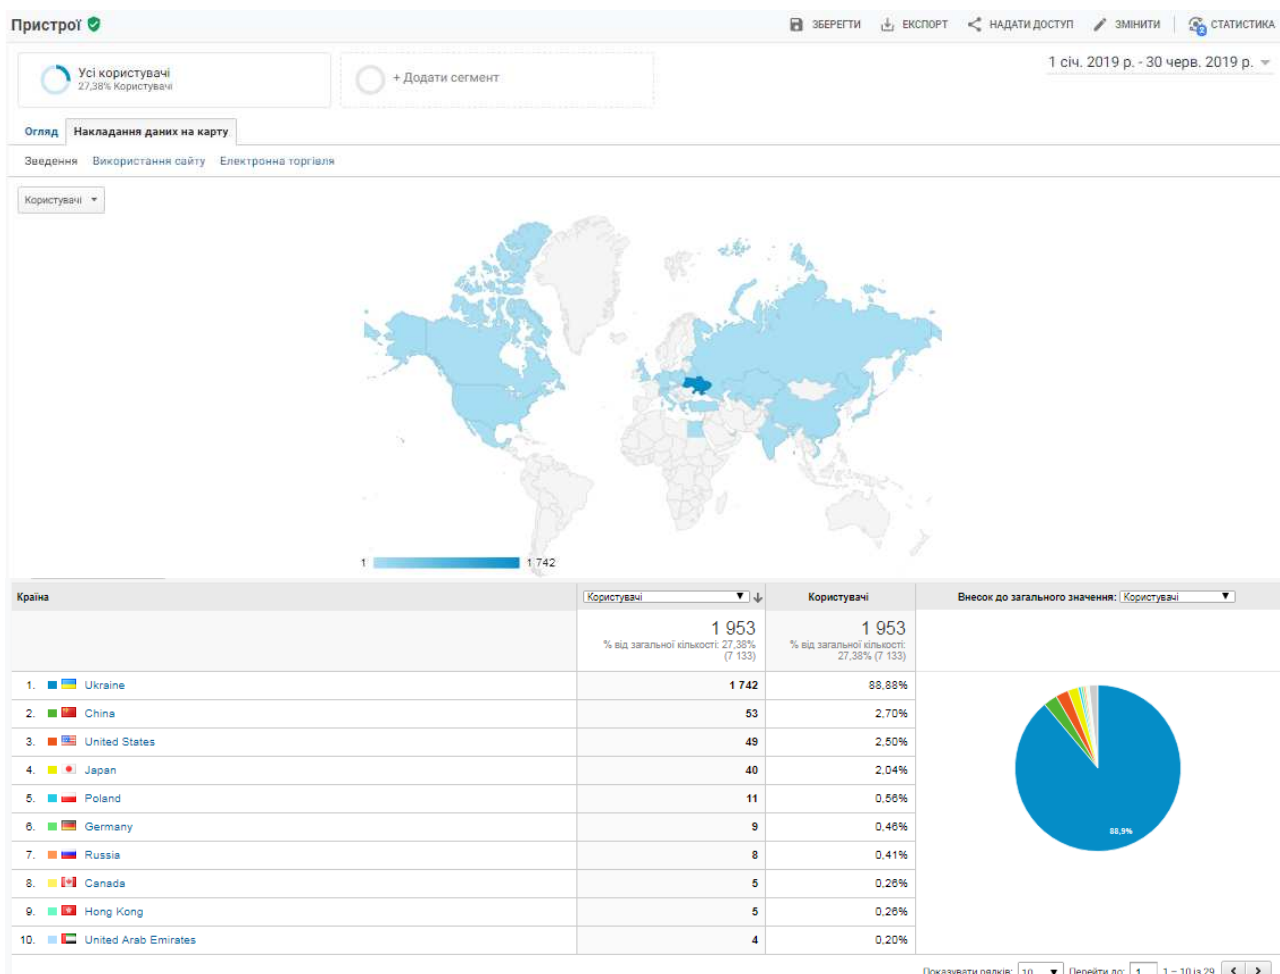 Пристрої
ЗБЕРЕГТИ ЕКСПОРТ НАДАТИ ДОСТУП ЗМІНИТИ 2 СТАТИСТИКА
Усі користувачі
27,38% Користувачі
+ Додати сегмент
1 січ. 2019 р. - 30 черв. 2019 р.
Огляд Накладання даних на карту
Зведення Використання сайту Електронна торгівля
Користувачі
1 1 742
Країна Користувачі Користувачі Внесок до загального значення: Користувачі
1 953 1 953
% від загальної кількості: 27,38% (7 133) % від загальної кількості: 27,38% (7 133)
1. Ukraine 1 742 88,88%
2. China 53 2,70%
3. United States 49 2,50%
4. Japan 40 2,04%
5. Poland 11 0,56%
6. Germany 9 0,46%
7. Russia 8 0,41%
8. Canada 5 0,26%
9. Hong Kong 5 0,26%
10. United Arab Emirates 4 0,20%
88,9%
Показувати рядків: 10 Перейти до: 1 1 – 10 із 29